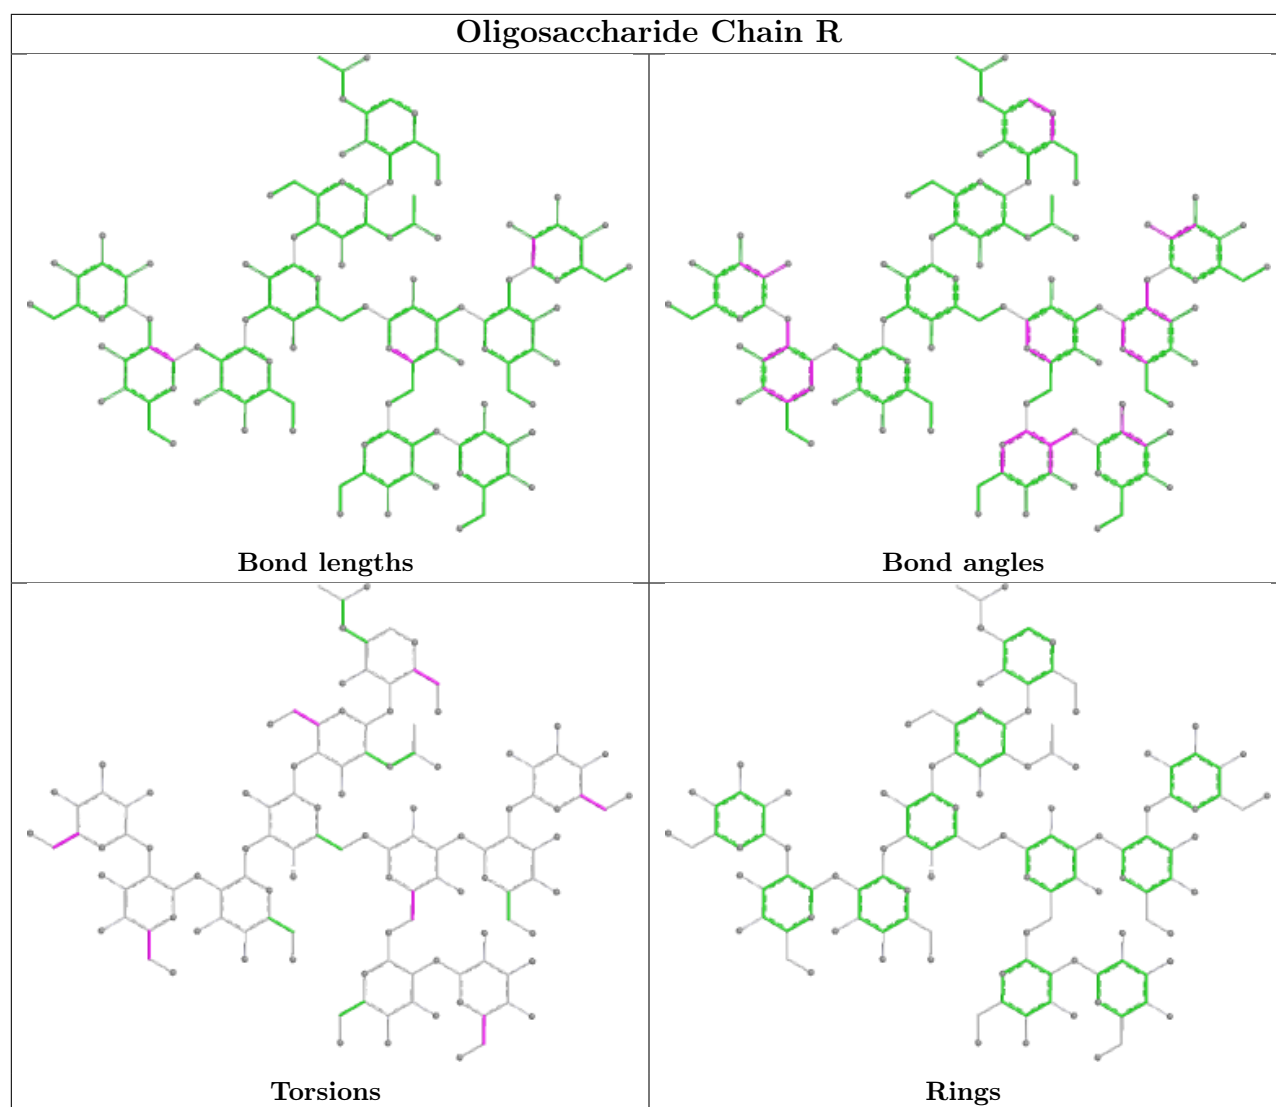 Oligosaccharide Chain R
Bond lengths
Bond angles
Torsions
Rings